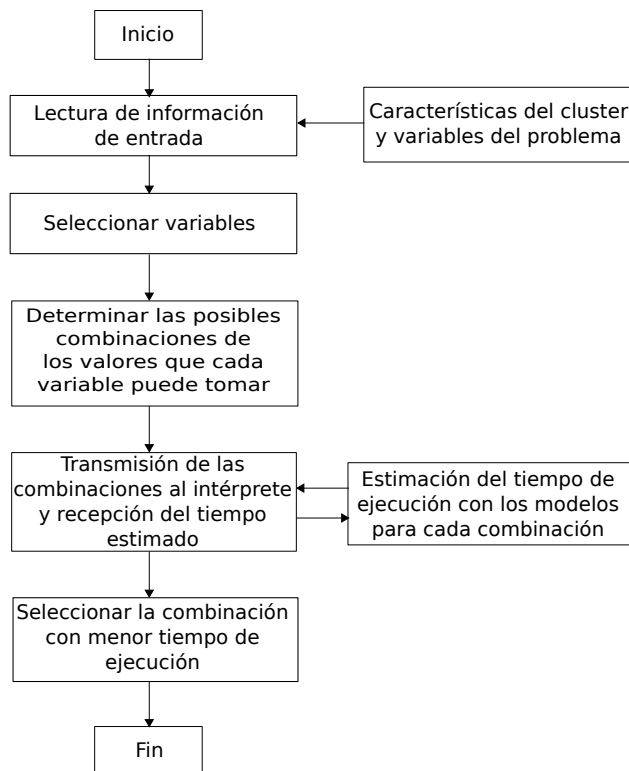 Inicio
Lectura de información
de entrada
Características del cluster
y variables del problema
Seleccionar variables
Determinar las posibles
combinaciones de
los valores que cada
variable puede tomar
Transmisión de las
combinaciones al intérprete
y recepción del tiempo
estimado
Estimación del tiempo de
ejecución con los modelos
para cada combinación
Seleccionar la combinación
con menor tiempo de
ejecución
Fin